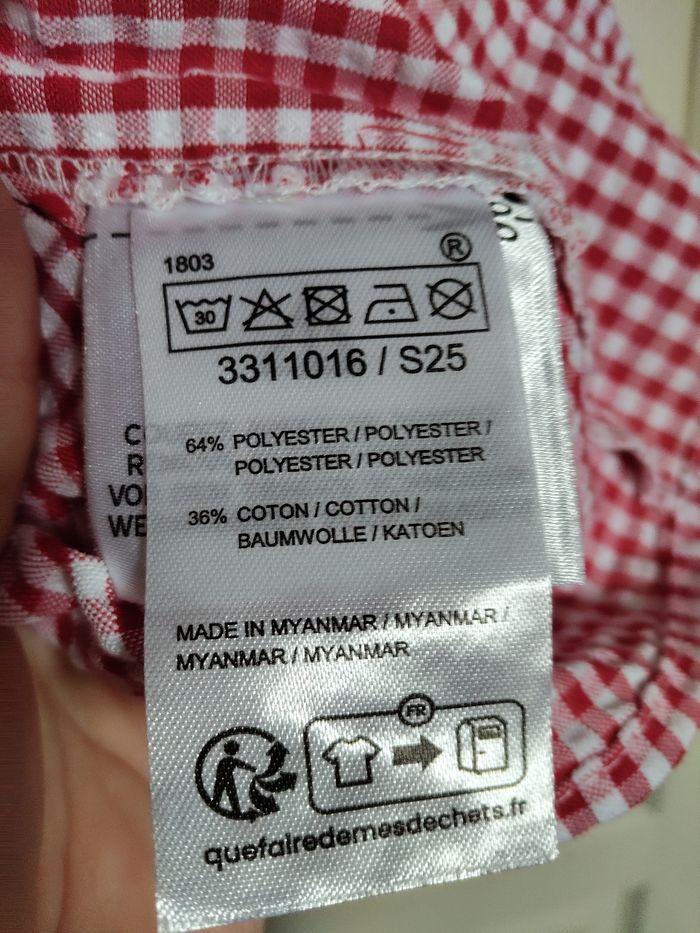 1803
®
30
3311016 / S25
64% POLYESTER / POLYESTER /
POLYESTER / POLYESTER
36% COTON / COTTON /
BAUMWOLLE / KATOEN
MADE IN MYANMAR / MYANMAR /
MYANMAR / MYANMAR
FR
quefairedemesdechets.fr